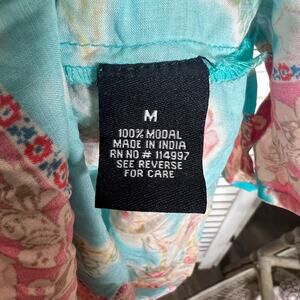 M
100% MODAL
MADE IN INDIA
RN NO # 114997
SEE REVERSE
FOR CARE